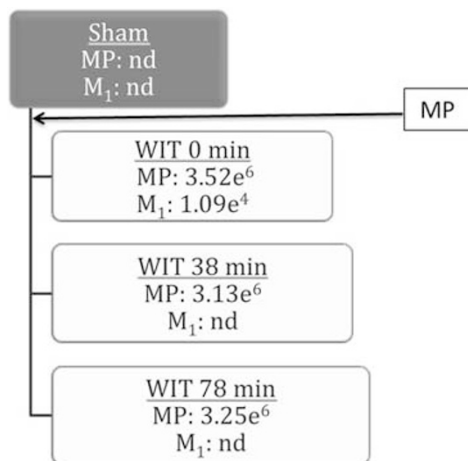 Sham
MP: nd
M₁: nd
MP
WIT 0 min
MP: 3.52e⁶
M₁: 1.09e⁴
WIT 38 min
MP: 3.13e⁶
M₁: nd
WIT 78 min
MP: 3.25e⁶
M₁: nd